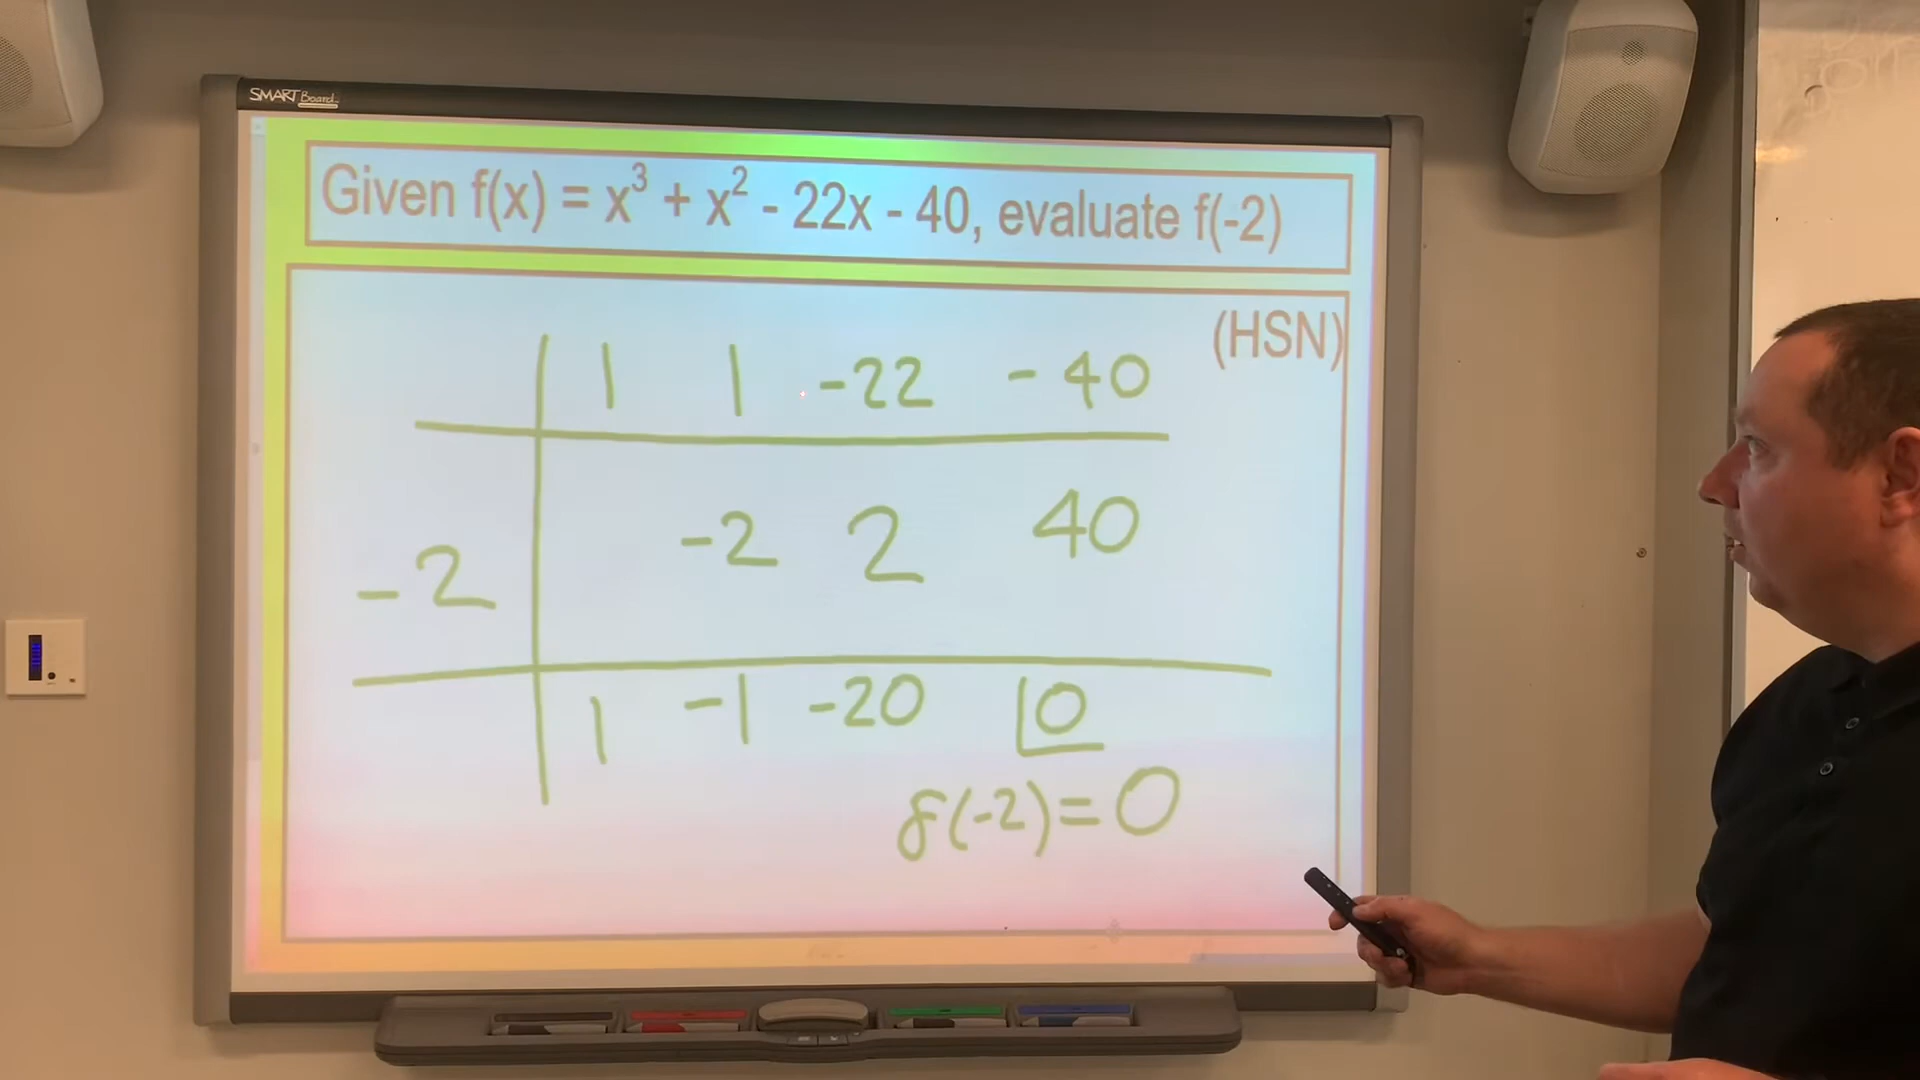 SMART Board
Given f(x) = x³ + x² - 22x - 40, evaluate f(-2)
(HSN)
1 1 -22 -40
-2 2 40
-2
1 -1 -20 0
f(-2)=0